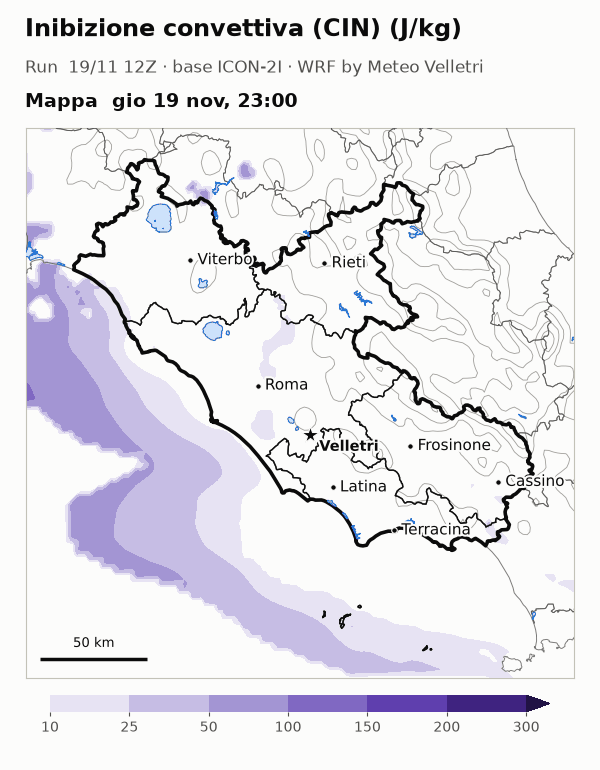 Inibizione convettiva (CIN) (J/kg)
Run  19/11 12Z · base ICON-2I · WRF by Meteo Velletri
Mappa  gio 19 nov, 23:00
Viterbo
Rieti
Roma
Velletri
Frosinone
Cassino
Latina
Terracina
50 km
10 25 50 100 150 200 300